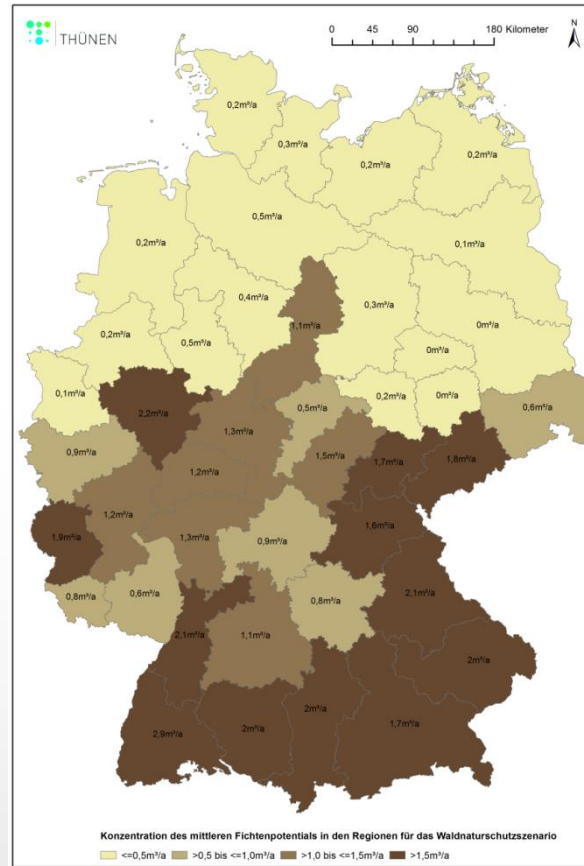 THÜNEN
0 45 90 180 Kilometer
N
0,2m³/a
0,3m³/a
0,2m³/a
0,2m³/a
0,5m³/a
0,2m³/a
0,1m³/a
0,4m³/a
0,3m³/a
1,1m³/a
0m³/a
0,2m³/a
0,5m³/a
0m³/a
0,1m³/a
0,2m³/a
0m³/a
0,6m³/a
2,2m³/a
0,5m³/a
1,3m³/a
0,9m³/a
1,5m³/a
1,7m³/a
1,8m³/a
1,2m³/a
1,2m³/a
1,6m³/a
1,9m³/a
1,3m³/a
0,9m³/a
0,8m³/a
0,6m³/a
0,8m³/a
2,1m³/a
2,1m³/a
1,1m³/a
2m³/a
2,9m³/a
2m³/a
2m³/a
1,7m³/a
Konzentration des mittleren Fichtenpotentials in den Regionen für das Waldnaturschutzszenario
<=0,5m³/a >0,5 bis <=1,0m³/a >1,0 bis <=1,5m³/a >1,5m³/a